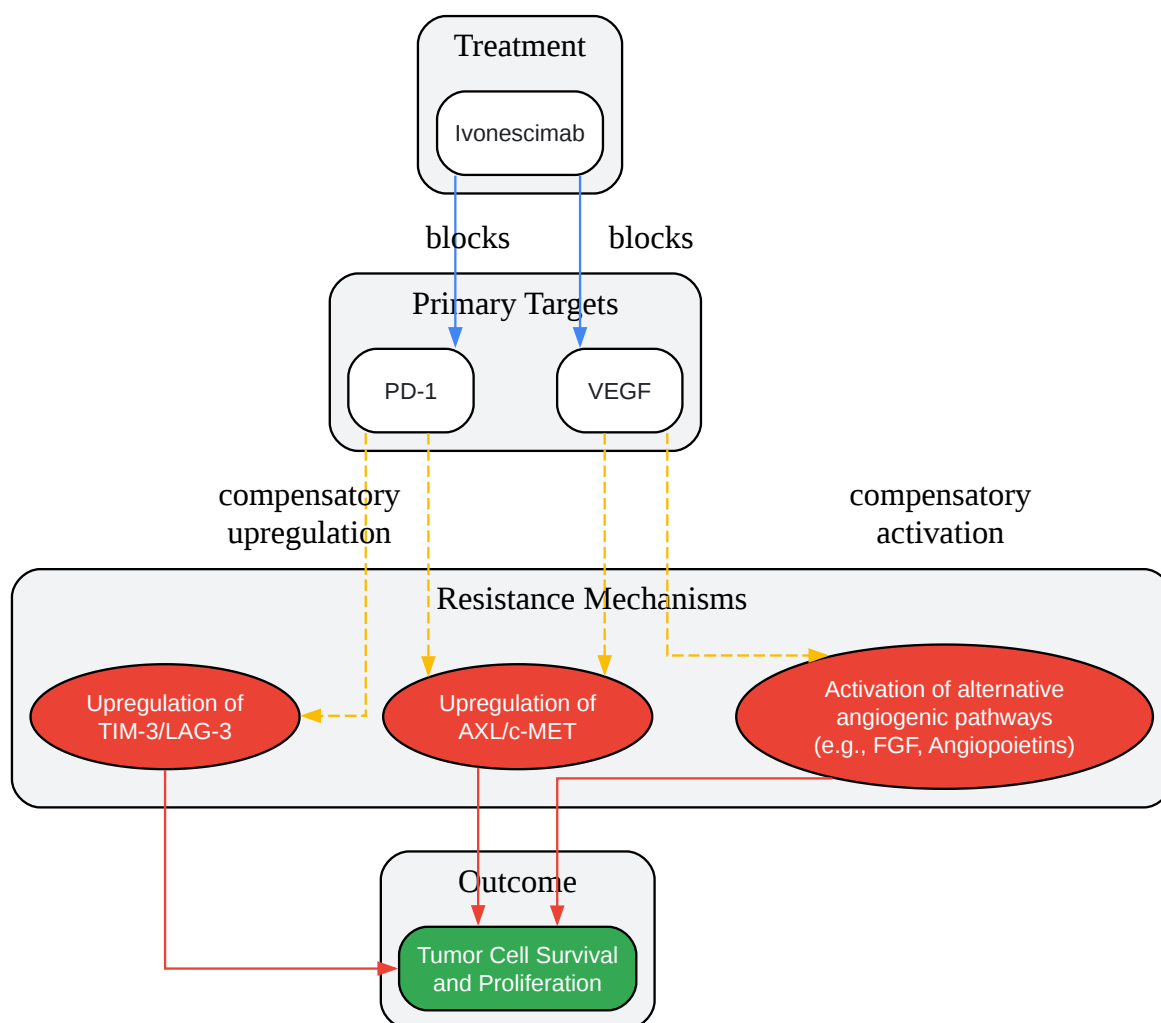 Treatment
Ivonescimab
blocks
blocks
Primary Targets
PD-1
VEGF
compensatory
upregulation
compensatory
activation
Resistance Mechanisms
Upregulation of
TIM-3/LAG-3
Upregulation of
AXL/c-MET
Activation of alternative
angiogenic pathways
(e.g., FGF, Angiopoietins)
Outcome
Tumor Cell Survival
and Proliferation